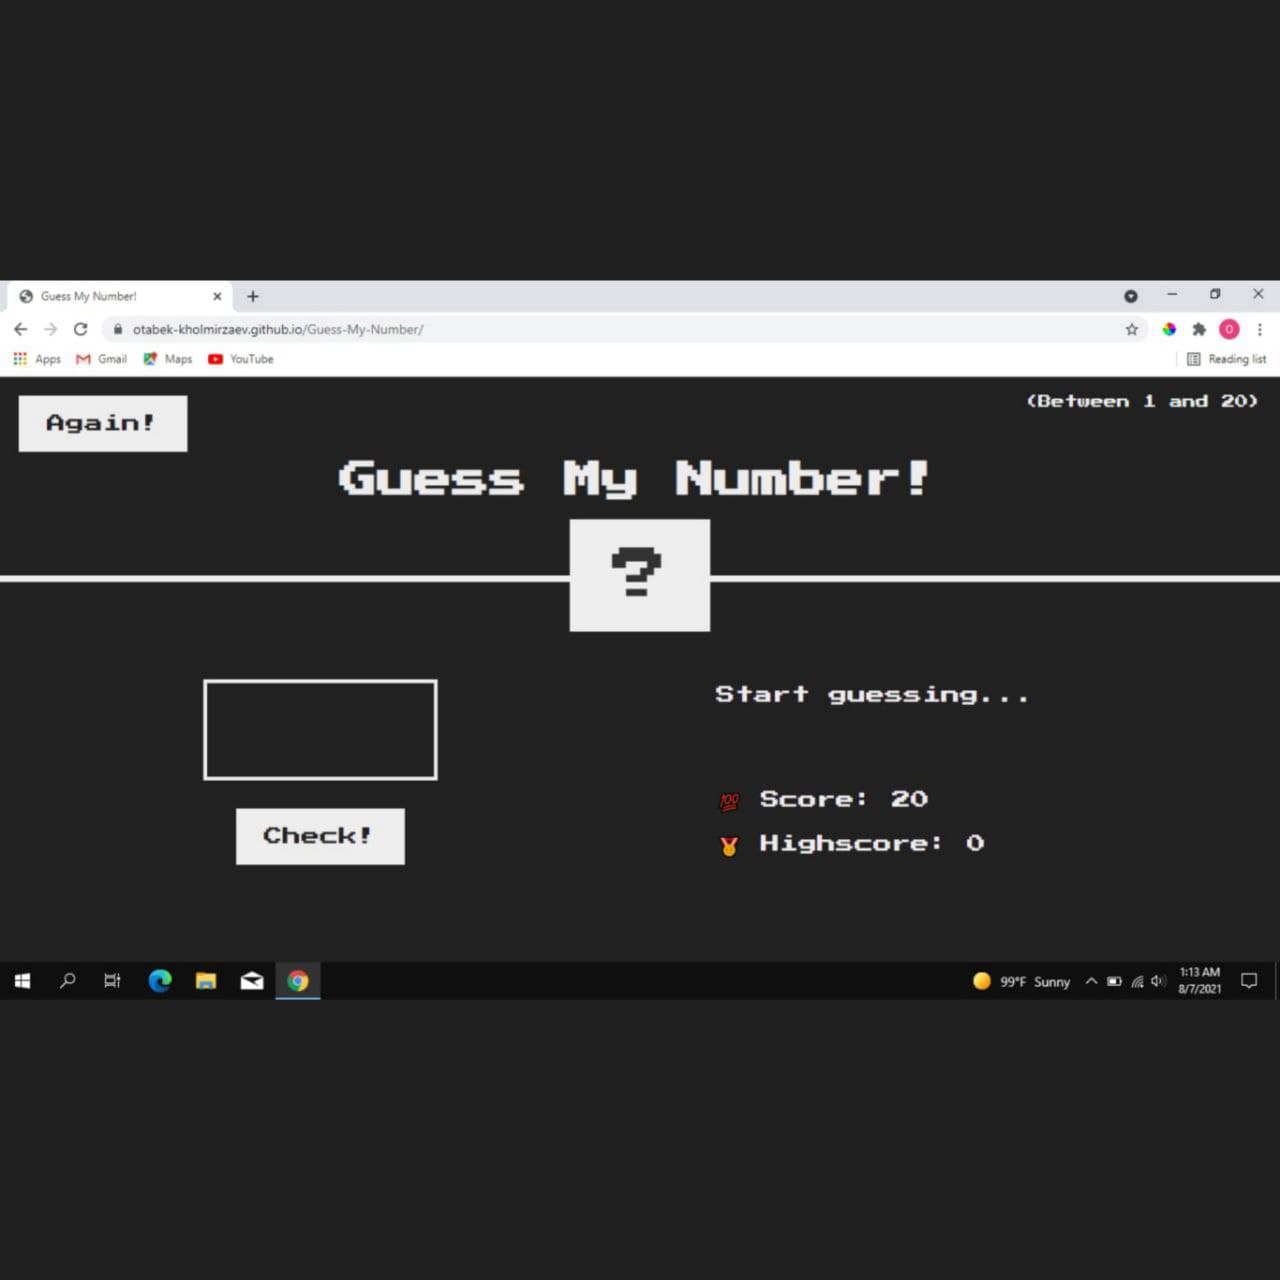 Guess My Number!
otabek-kholmirzaev.github.io/Guess-My-Number/
O
Apps Gmail Maps YouTube Reading list
Again!
(Between 1 and 20)
Guess My Number!
?
Start guessing...
💯 Score: 20
🥇 Highscore: 0
Check!
99°F Sunny
1:13 AM
8/7/2021